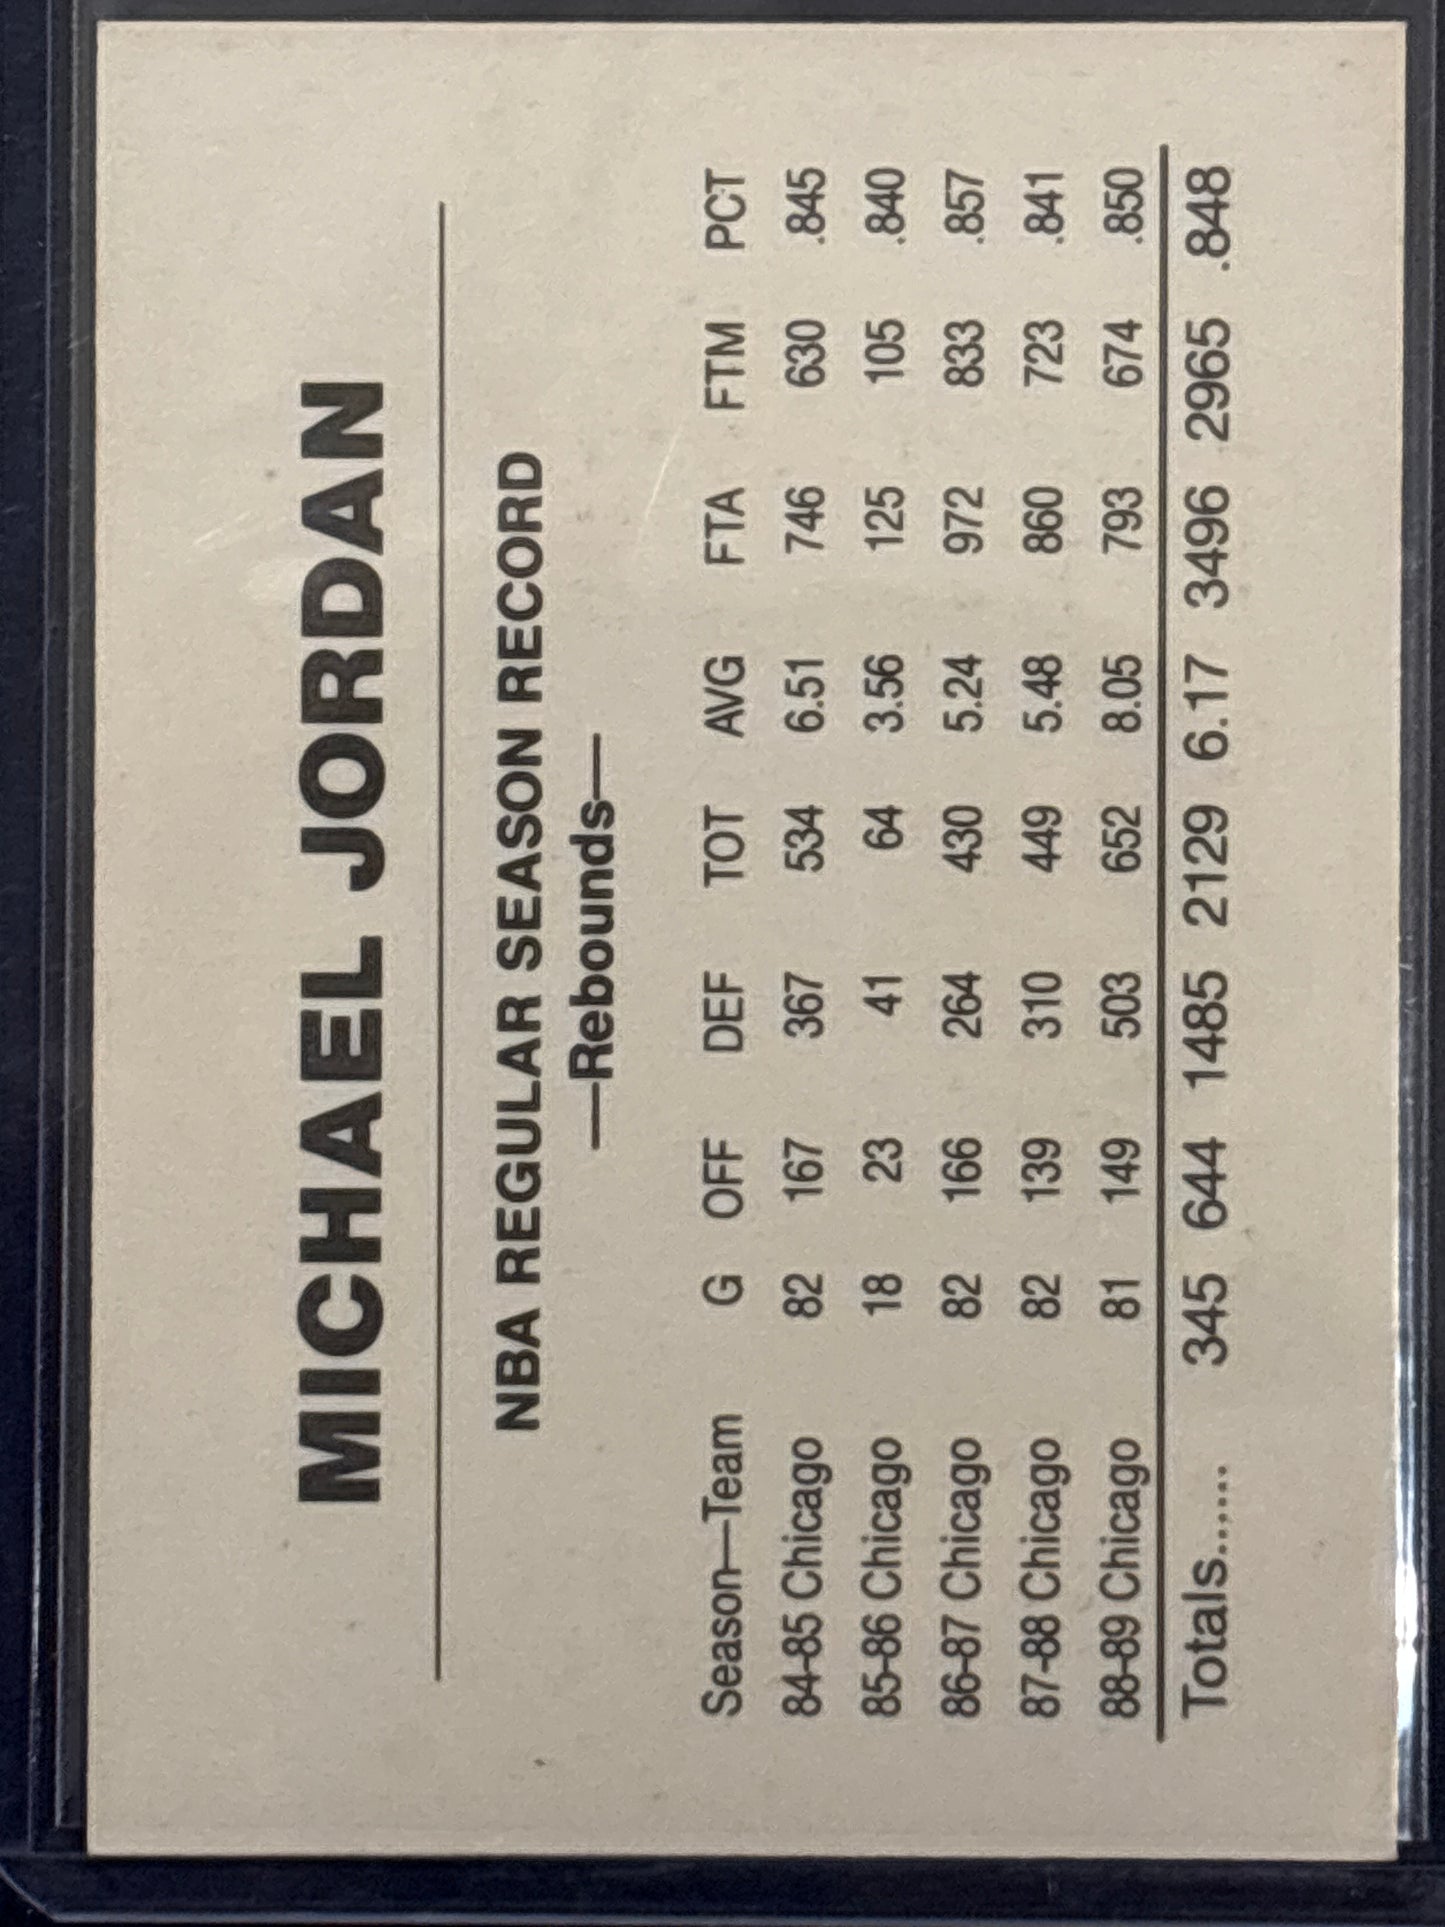 MICHAEL JORDAN
NBA REGULAR SEASON RECORD
—Rebounds—
Season—Team G OFF DEF TOT AVG FTA FTM PCT
84-85 Chicago 82 167 367 534 6.51 746 630 .845
85-86 Chicago 18 23 41 64 3.56 125 105 .840
86-87 Chicago 82 166 264 430 5.24 972 833 .857
87-88 Chicago 82 139 310 449 5.48 860 723 .841
88-89 Chicago 81 149 503 652 8.05 793 674 .850
Totals...... 345 644 1485 2129 6.17 3496 2965 .848